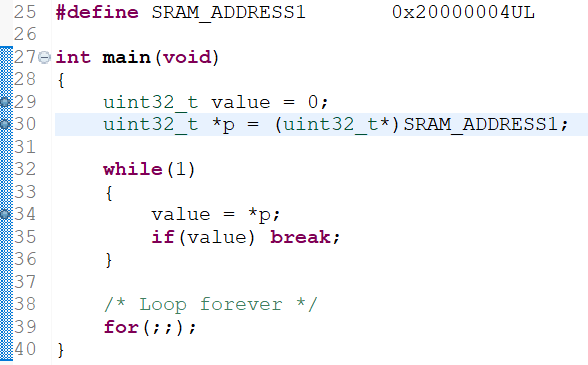 25 #define SRAM_ADDRESS1 0x20000004UL
26
27 int main(void)
28 {
29 uint32_t value = 0;
30 uint32_t *p = (uint32_t*)SRAM_ADDRESS1;
31
32 while(1)
33 {
34 value = *p;
35 if(value) break;
36 }
37
38 /* Loop forever */
39 for(;;);
40 }